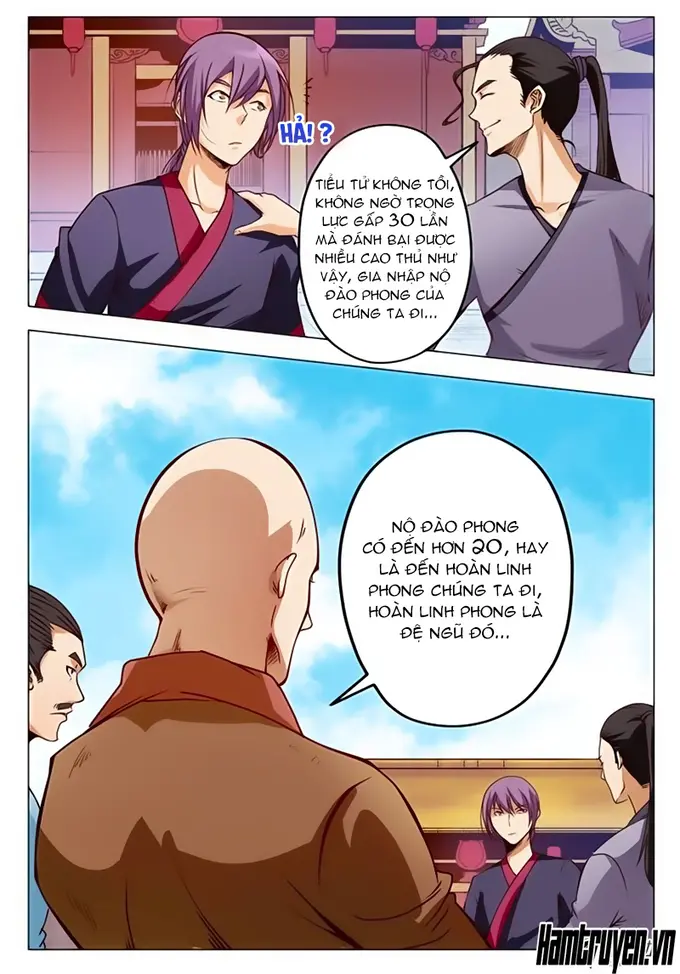 HẢ! ?
TIỂU TỬ KHÔNG TỒI,
KHÔNG NGỜ TRỌNG
LỰC GẤP 30 LẦN
MÀ ĐÁNH BẠI ĐƯỢC
NHIỀU CAO THỦ NHƯ
VẬY, GIA NHẬP NỘ
ĐÀO PHONG CỦA
CHÚNG TA ĐI...
NỘ ĐÀO PHONG
CÓ ĐẾN HƠN 20, HAY
LÀ ĐẾN HOÀN LINH
PHONG CHÚNG TA ĐI,
HOÀN LINH PHONG LÀ
ĐỆ NGŨ ĐÓ...
Hamtruyen.vn